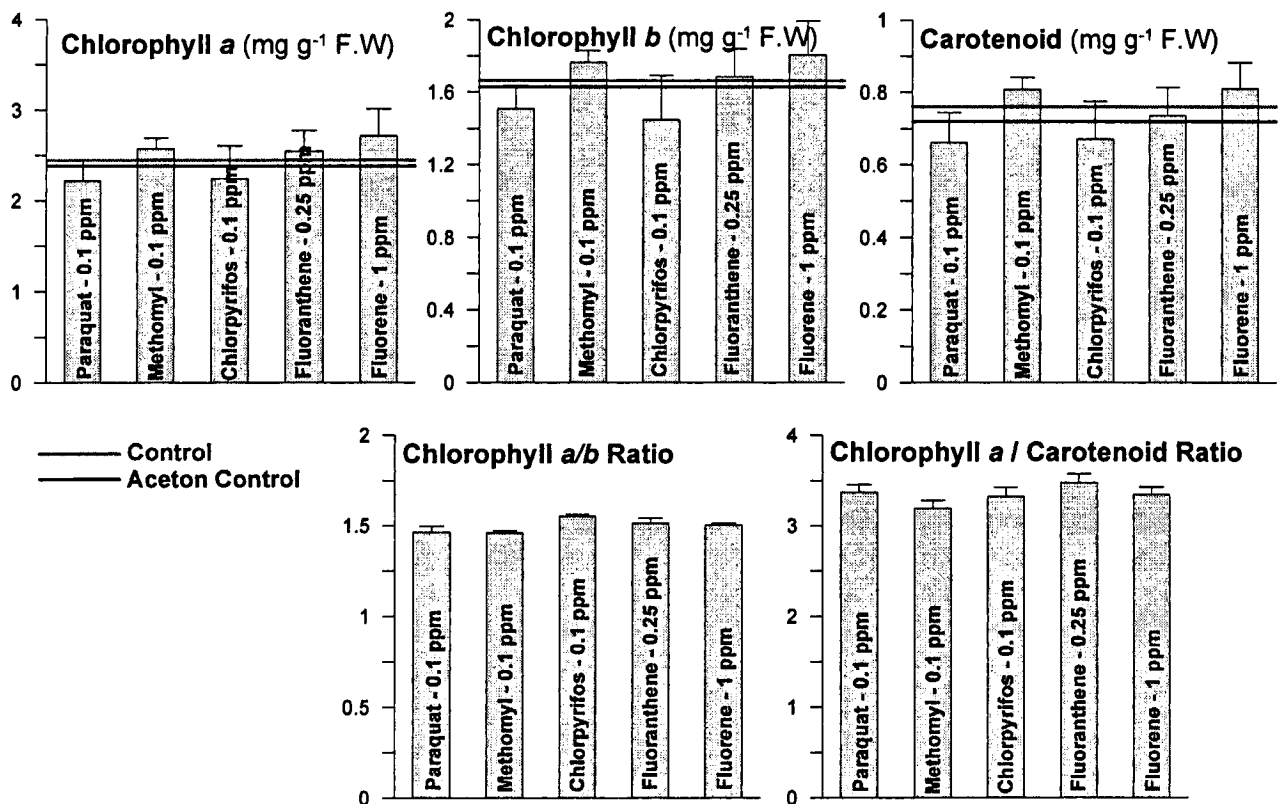 Chlorophyll a (mg g⁻¹ F.W)
4
3
2
1
0
Paraquat - 0.1 ppm
Methomyl - 0.1 ppm
Chlorpyrifos - 0.1 ppm
Fluoranthene - 0.25 ppm
Fluorene - 1 ppm
Chlorophyll b (mg g⁻¹ F.W)
2
1.6
1.2
0.8
0.4
0
Paraquat - 0.1 ppm
Methomyl - 0.1 ppm
Chlorpyrifos - 0.1 ppm
Fluoranthene - 0.25 ppm
Fluorene - 1 ppm
Carotenoid (mg g⁻¹ F.W)
1
0.8
0.6
0.4
0.2
0
Paraquat - 0.1 ppm
Methomyl - 0.1 ppm
Chlorpyrifos - 0.1 ppm
Fluoranthene - 0.25 ppm
Fluorene - 1 ppm
Control
Aceton Control
Chlorophyll a/b Ratio
2
1.5
1
0.5
0
Paraquat - 0.1 ppm
Methomyl - 0.1 ppm
Chlorpyrifos - 0.1 ppm
Fluoranthene - 0.25 ppm
Fluorene - 1 ppm
Chlorophyll a / Carotenoid Ratio
4
3
2
1
0
Paraquat - 0.1 ppm
Methomyl - 0.1 ppm
Chlorpyrifos - 0.1 ppm
Fluoranthene - 0.25 ppm
Fluorene - 1 ppm